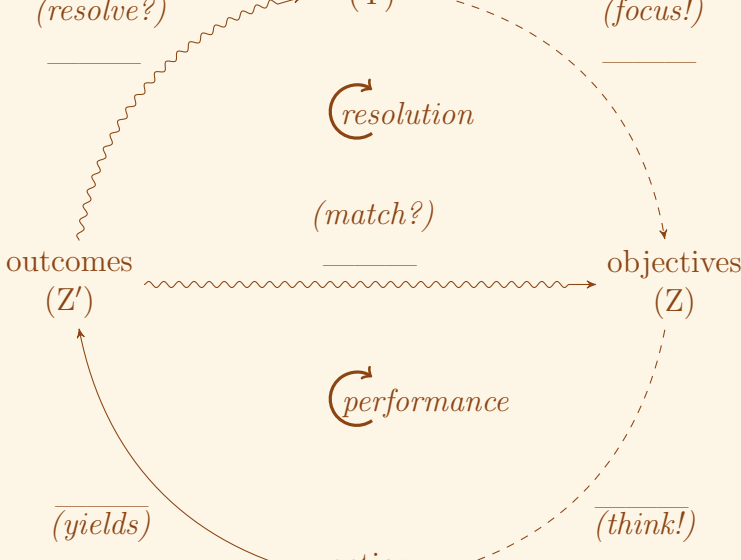 (resolve?)
(Y)
(focus!)
resolution
(match?)
outcomes
(Z′)
objectives
(Z)
performance
(yields)
(think!)